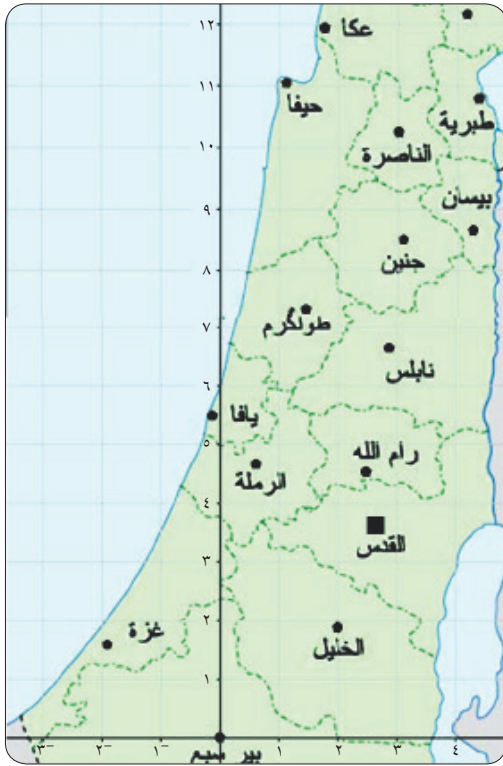 ١٢
عكا
١١
حيفا
طبرية
١٠
الناصرة
٩
بيسان
جنين
٨
٧
طولكرم
نابلس
٦
يافا
٥
رام الله
الرملة
٤
القدس
٣
٢
غزة
الخليل
١
٣− ٢− ١− ١ ٢ ٣ ٤
بير سبع